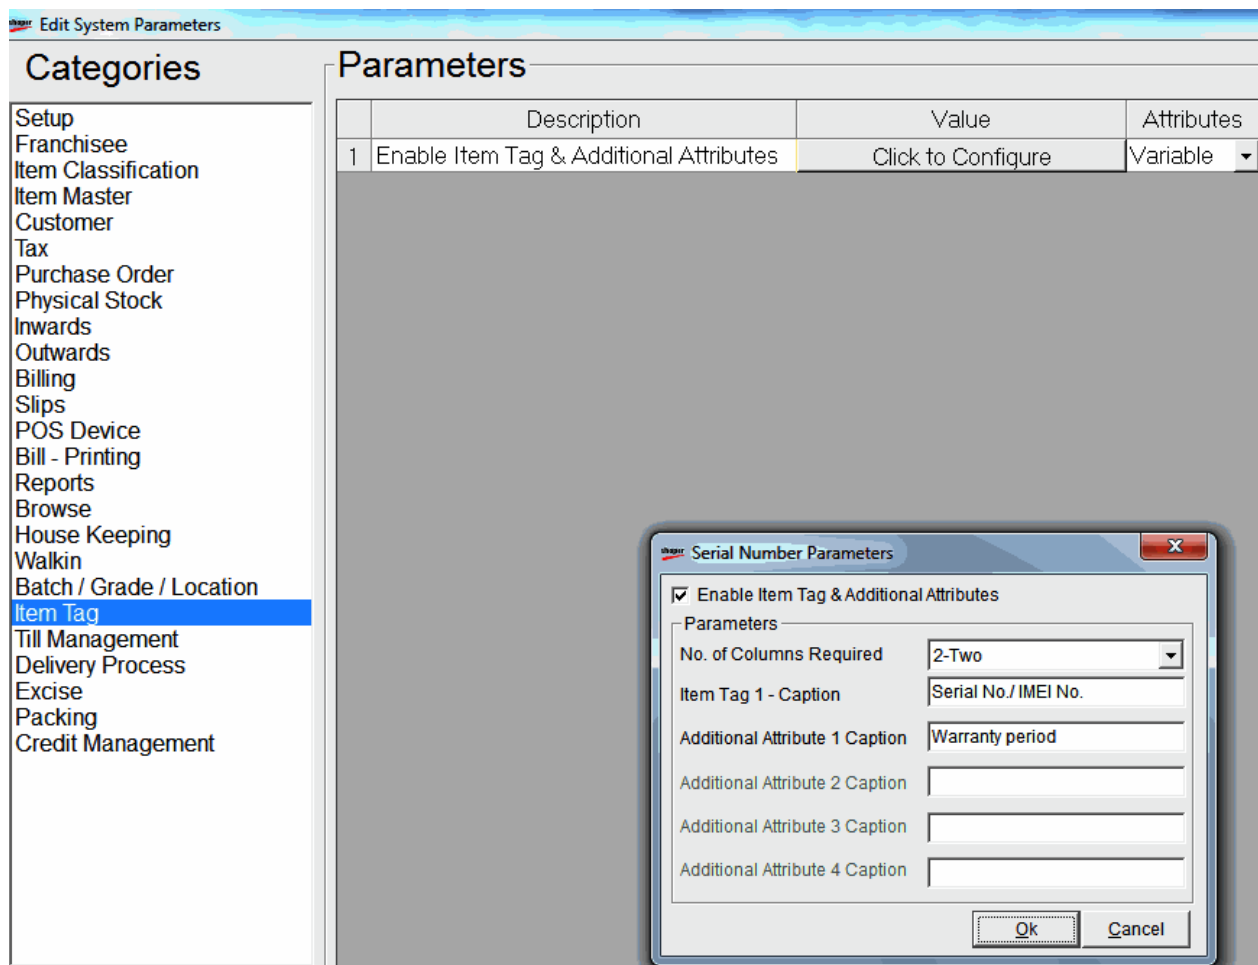 Edit System Parameters
Categories
Parameters
Setup
Franchisee
Item Classification
Item Master
Customer
Tax
Purchase Order
Physical Stock
Inwards
Outwards
Billing
Slips
POS Device
Bill - Printing
Reports
Browse
House Keeping
Walkin
Batch / Grade / Location
Item Tag
Till Management
Delivery Process
Excise
Packing
Credit Management
Description Value Attributes
1 Enable Item Tag & Additional Attributes Click to Configure Variable
shoper Serial Number Parameters
Enable Item Tag & Additional Attributes
Parameters
No. of Columns Required 2-Two
Item Tag 1 - Caption Serial No./ IMEI No.
Additional Attribute 1 Caption Warranty period
Additional Attribute 2 Caption
Additional Attribute 3 Caption
Additional Attribute 4 Caption
Ok Cancel